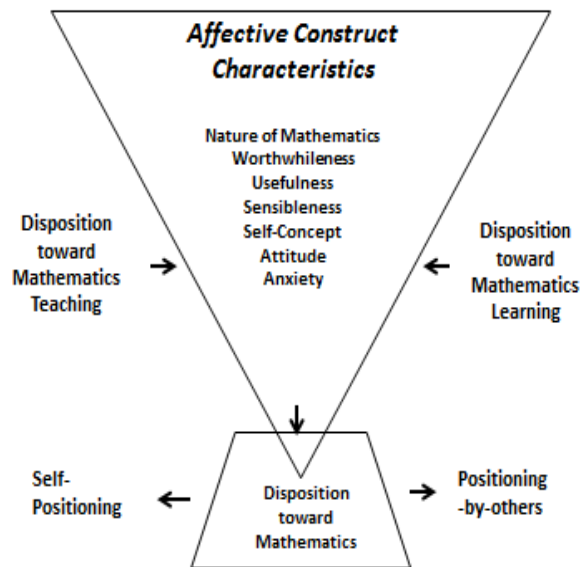 Affective Construct
Characteristics
Nature of Mathematics
Worthwhileness
Usefulness
Sensibleness
Self-Concept
Attitude
Anxiety
Disposition
toward
Mathematics
Teaching
Disposition
toward
Mathematics
Learning
Self-
Positioning
Disposition
toward
Mathematics
Positioning
-by-others